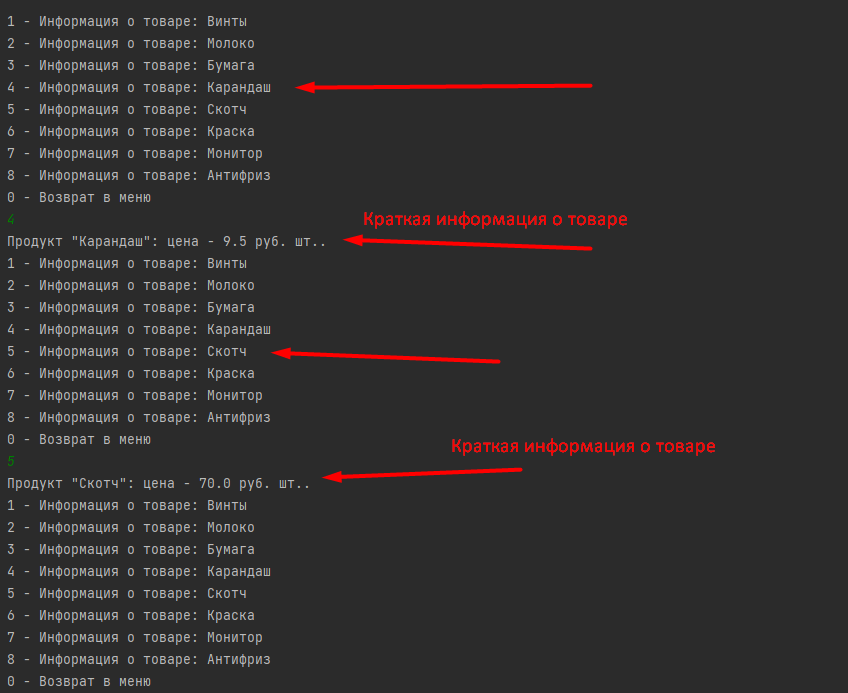 1 - Информация о товаре: Винты
2 - Информация о товаре: Молоко
3 - Информация о товаре: Бумага
4 - Информация о товаре: Карандаш
5 - Информация о товаре: Скотч
6 - Информация о товаре: Краска
7 - Информация о товаре: Монитор
8 - Информация о товаре: Антифриз
0 - Возврат в меню
4
Краткая информация о товаре
Продукт "Карандаш": цена - 9.5 руб. шт..
1 - Информация о товаре: Винты
2 - Информация о товаре: Молоко
3 - Информация о товаре: Бумага
4 - Информация о товаре: Карандаш
5 - Информация о товаре: Скотч
6 - Информация о товаре: Краска
7 - Информация о товаре: Монитор
8 - Информация о товаре: Антифриз
0 - Возврат в меню
Краткая информация о товаре
5
Продукт "Скотч": цена - 70.0 руб. шт..
1 - Информация о товаре: Винты
2 - Информация о товаре: Молоко
3 - Информация о товаре: Бумага
4 - Информация о товаре: Карандаш
5 - Информация о товаре: Скотч
6 - Информация о товаре: Краска
7 - Информация о товаре: Монитор
8 - Информация о товаре: Антифриз
0 - Возврат в меню